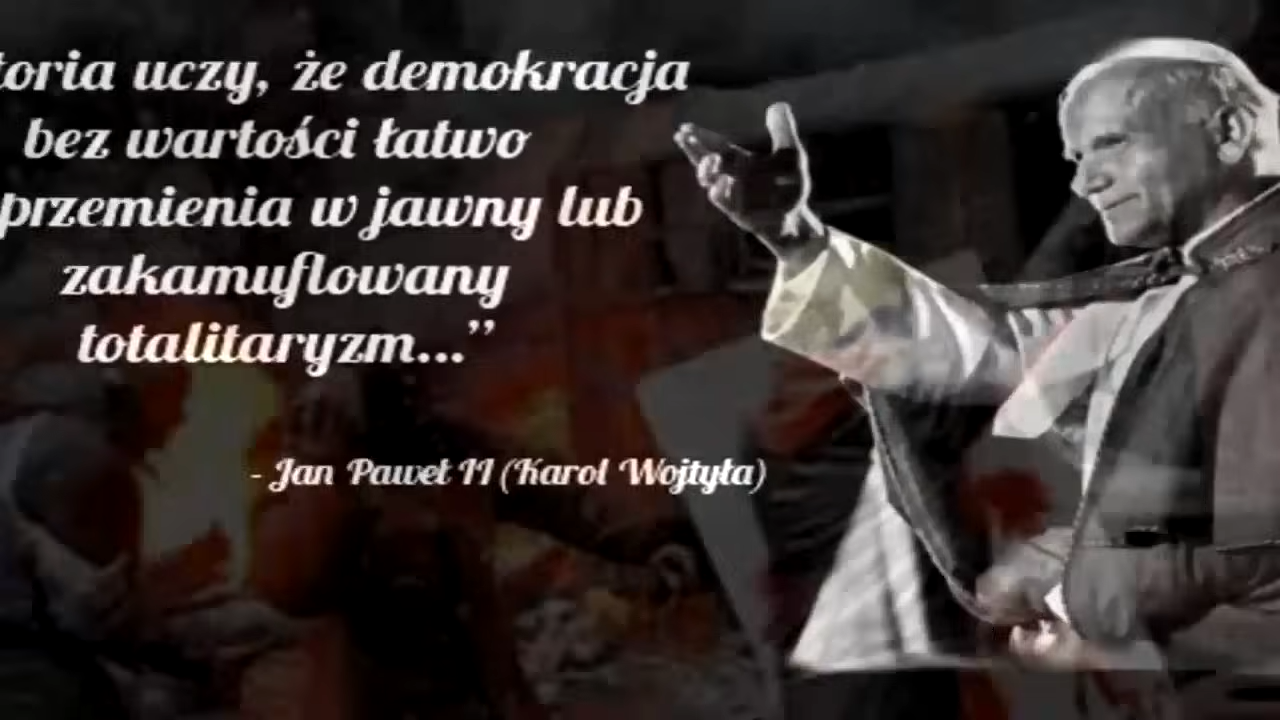 toria uczy, że demokracja
bez wartości łatwo
przemienia w jawny lub
zakamuflowany
totalitaryzm...”
- Jan Paweł II (Karol Wojtyła)